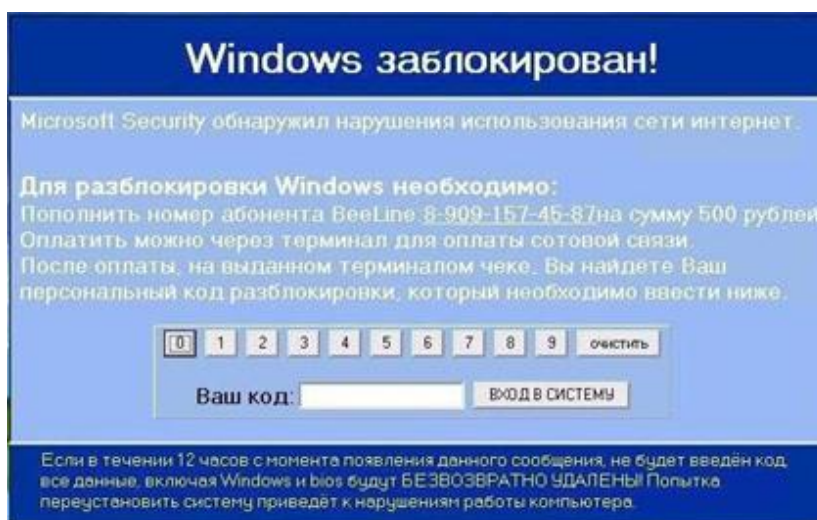 Windows заблокирован!
Microsoft Security обнаружил нарушения использования сети интернет.
Для разблокировки Windows необходимо:
Пополнить номер абонента BeeLine 8-909-157-45-87на сумму 500 рублей
Оплатить можно через терминал для оплаты сотовой связи.
После оплаты, на выданном терминалом чеке, Вы найдёте Ваш
персональный код разблокировки, который необходимо ввести ниже.
0 1 2 3 4 5 6 7 8 9 очистить
Ваш код: ВХОД В СИСТЕМУ
Если в течении 12 часов с момента появления данного сообщения, не будет введён код,
все данные, включая Windows и bios будут БЕЗВОЗВРАТНО УДАЛЕНЫ! Попытка
переустановить систему приведёт к нарушениям работы компьютера.